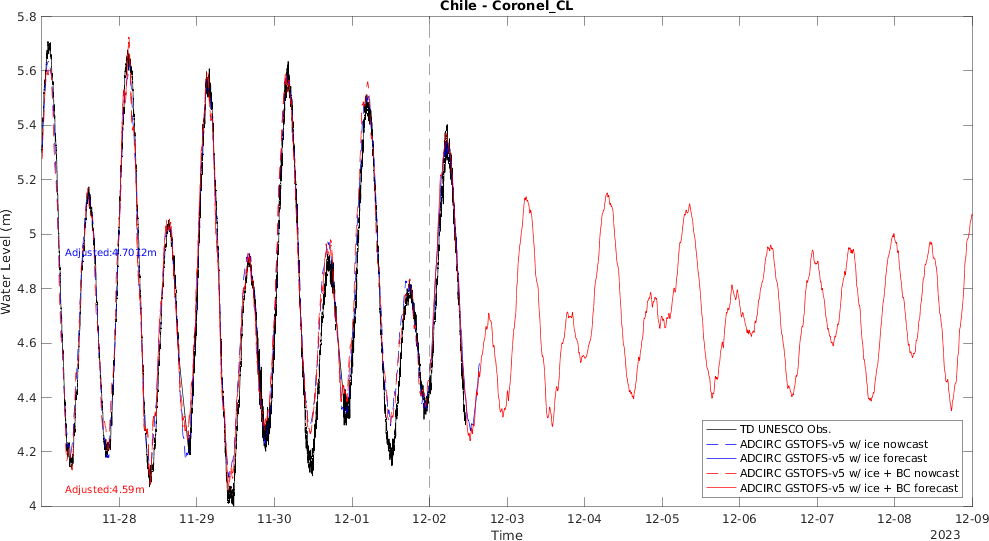 Chile - Coronel_CL
Water Level (m)
5.8
5.6
5.4
5.2
5
4.8
4.6
4.4
4.2
4
Adjusted:4.7072m
Adjusted:4.59m
TD UNESCO Obs.
ADCIRC GSTOFS-v5 w/ ice nowcast
ADCIRC GSTOFS-v5 w/ ice forecast
ADCIRC GSTOFS-v5 w/ ice + BC nowcast
ADCIRC GSTOFS-v5 w/ ice + BC forecast
11-28 11-29 11-30 12-01 12-02 12-03 12-04 12-05 12-06 12-07 12-08 12-09
Time
2023